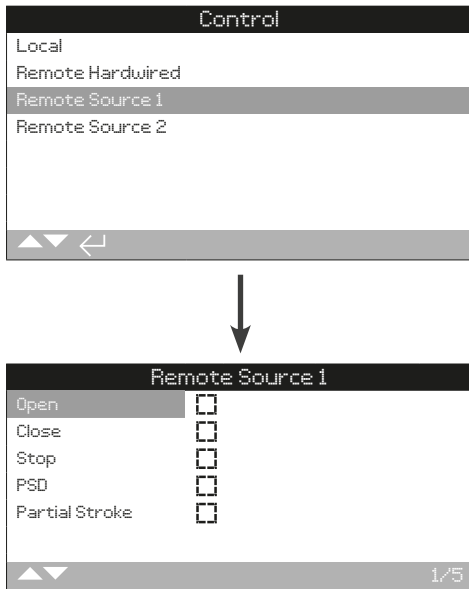 Control
Local
Remote Hardwired
Remote Source 1
Remote Source 2
Remote Source 1
Open
Close
Stop
PSD
Partial Stroke
1/5